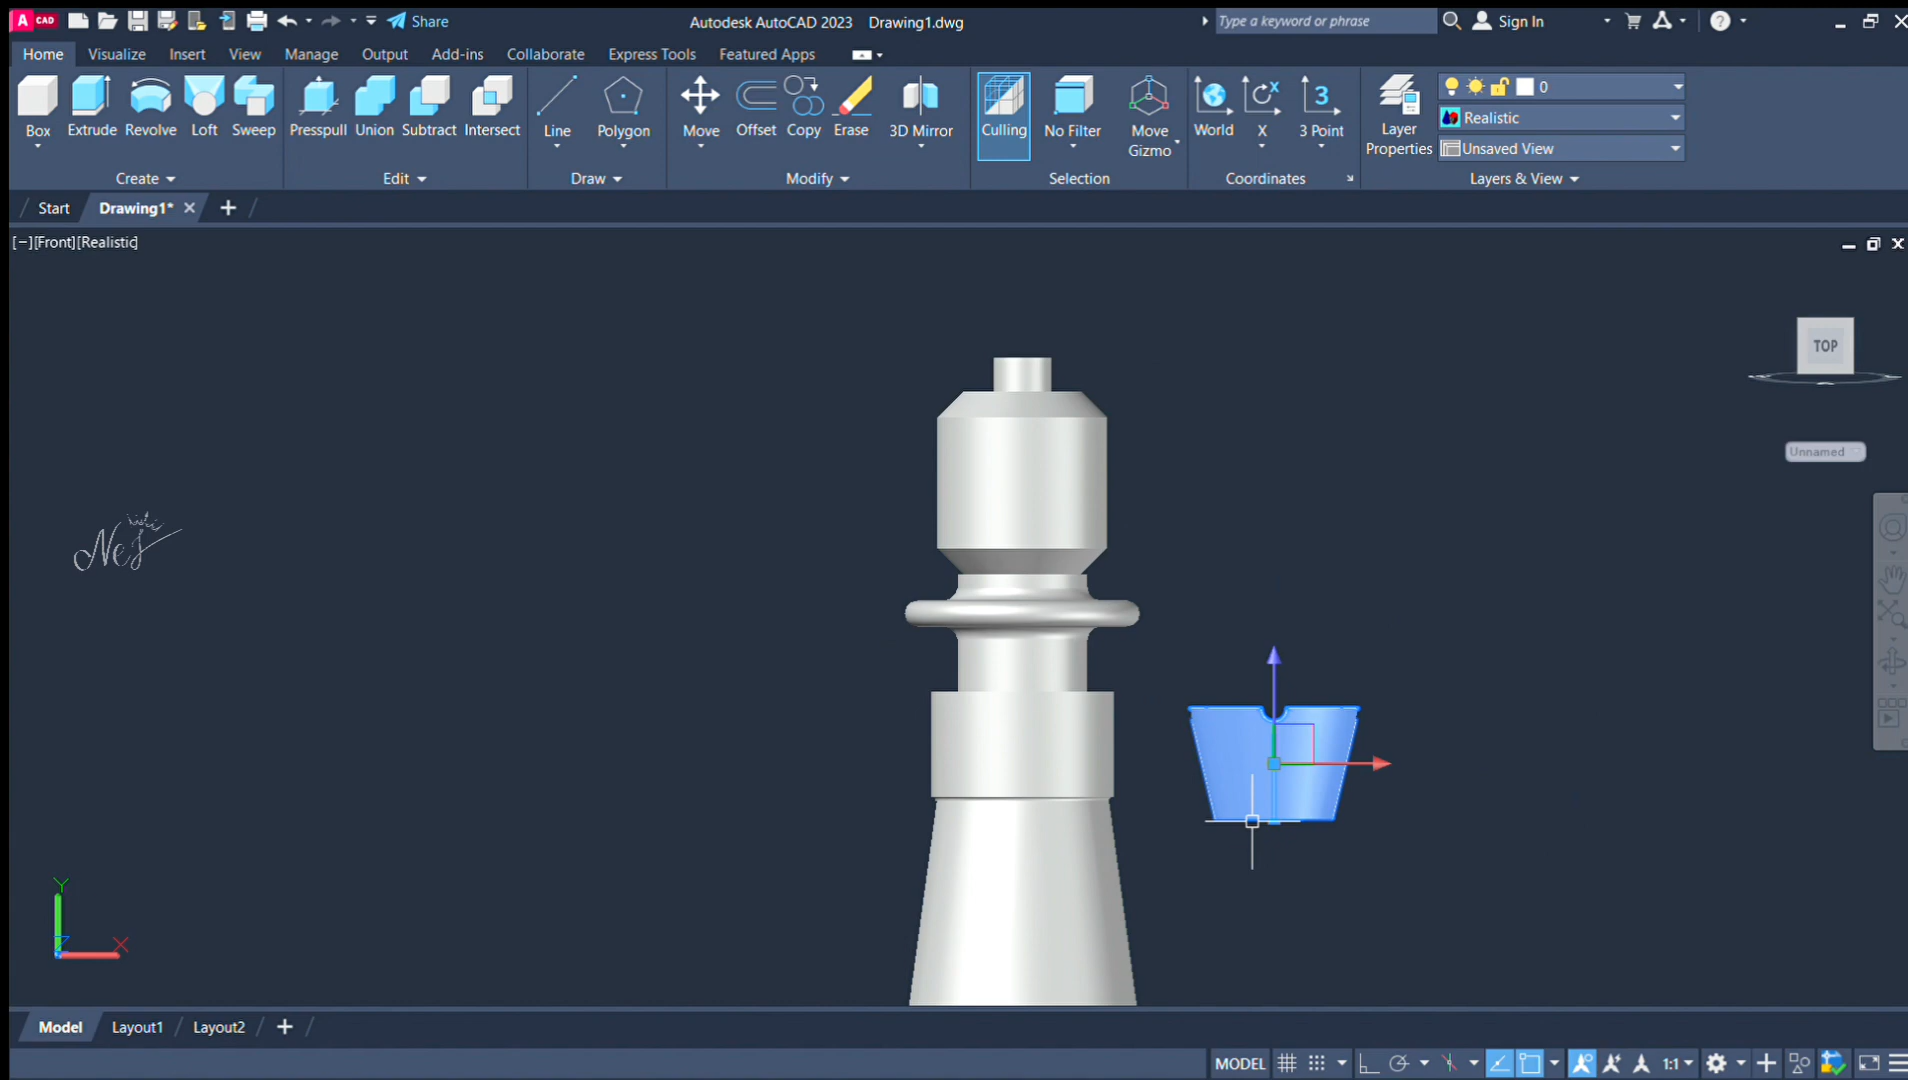 A CAD Share Autodesk AutoCAD 2023 Drawing1.dwg Type a keyword or phrase Sign In
Home Visualize Insert View Manage Output Add-ins Collaborate Express Tools Featured Apps
Box Extrude Revolve Loft Sweep Presspull Union Subtract Intersect Line Polygon Move Offset Copy Erase 3D Mirror Culling No Filter Move Gizmo World X 3 Point Layer Properties
0
Realistic
Unsaved View
Create Edit Draw Modify Selection Coordinates Layers & View
Start Drawing1*
[−][Front][Realistic]
TOP
Unnamed
Y
X
Z
Model Layout1 Layout2
MODEL 1:1